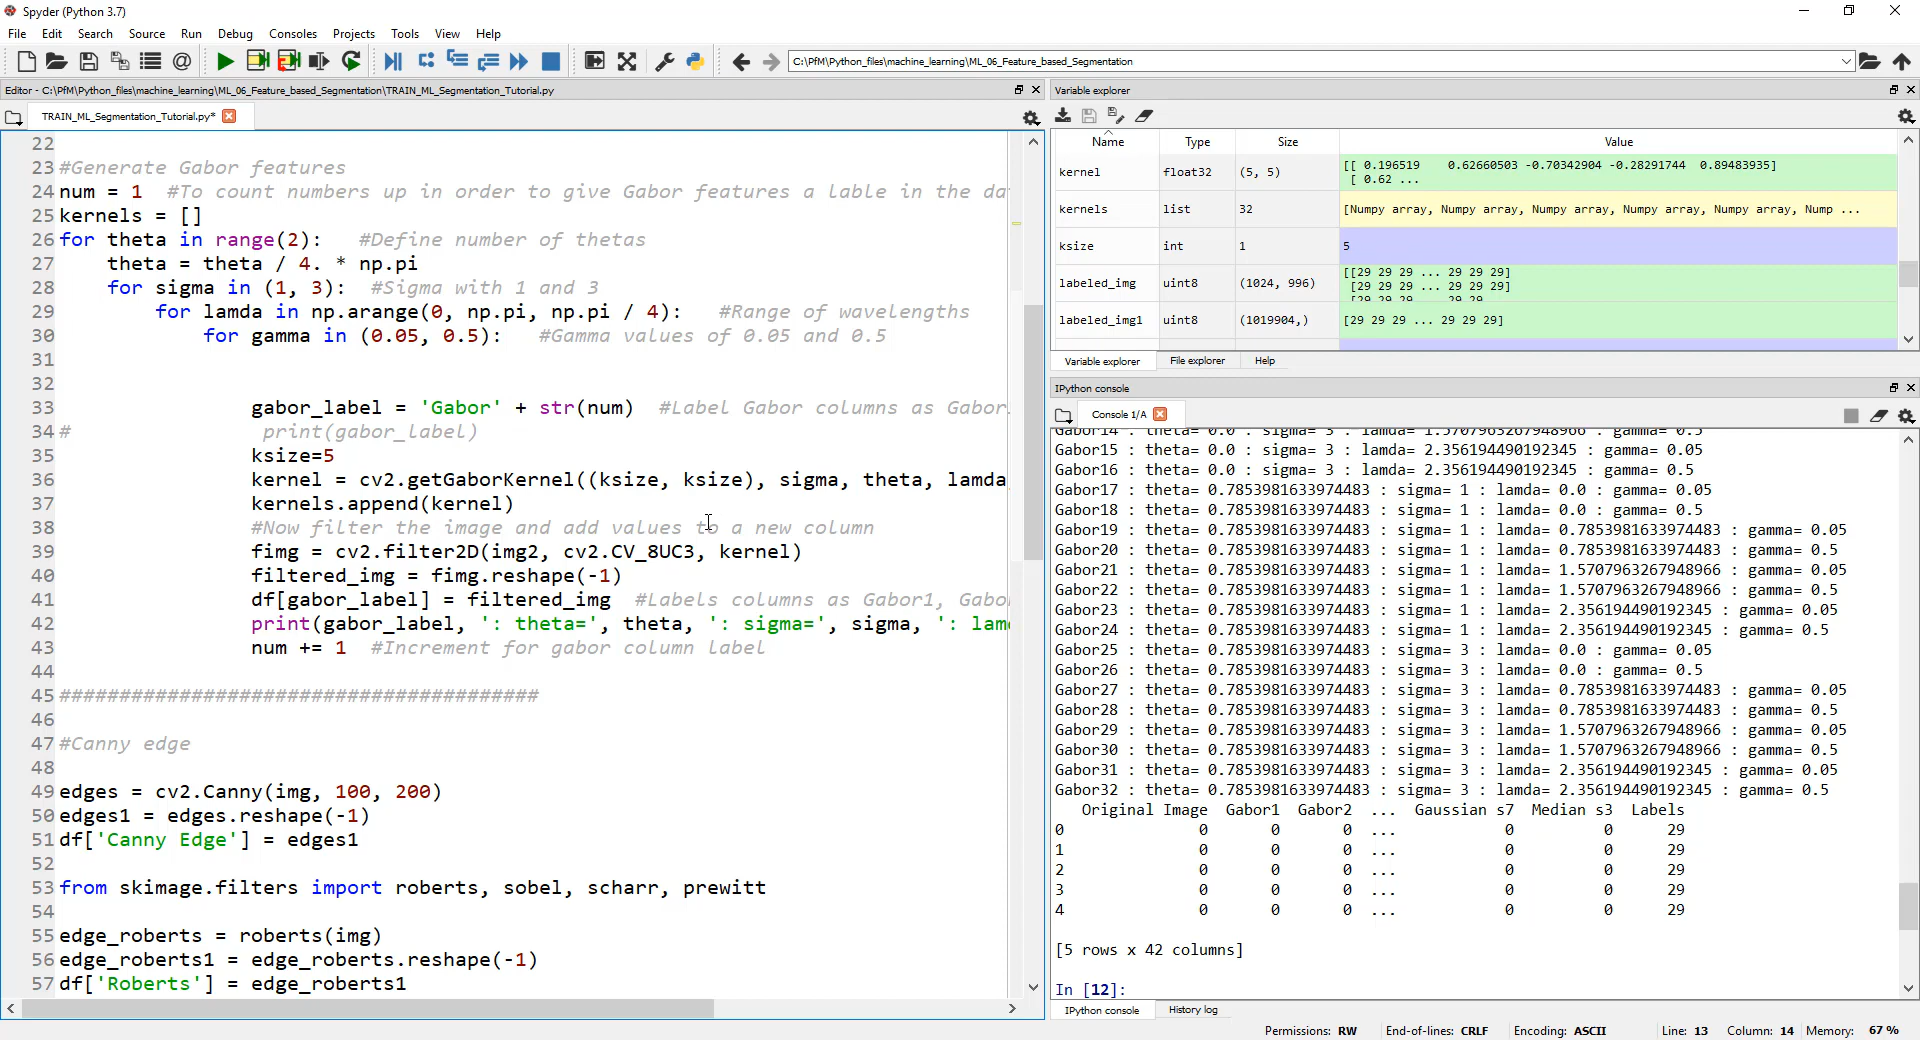 Spyder (Python 3.7)
File Edit Search Source Run Debug Consoles Projects Tools View Help
C:\PfM\Python_files\machine_learning\ML_06_Feature_based_Segmentation
Editor - C:\PfM\Python_files\machine_learning\ML_06_Feature_based_Segmentation\TRAIN_ML_Segmentation_Tutorial.py
TRAIN_ML_Segmentation_Tutorial.py*
22
23 #Generate Gabor features
24 num = 1  #To count numbers up in order to give Gabor features a lable in the da
25 kernels = []
26 for theta in range(2):   #Define number of thetas
27     theta = theta / 4. * np.pi
28     for sigma in (1, 3):  #Sigma with 1 and 3
29         for lamda in np.arange(0, np.pi, np.pi / 4):   #Range of wavelengths
30             for gamma in (0.05, 0.5):   #Gamma values of 0.05 and 0.5
31
32
33                 gabor_label = 'Gabor' + str(num)  #Label Gabor columns as Gabor
34 #                print(gabor_label)
35                 ksize=5
36                 kernel = cv2.getGaborKernel((ksize, ksize), sigma, theta, lamda
37                 kernels.append(kernel)
38                 #Now filter the image and add values to a new column
39                 fimg = cv2.filter2D(img2, cv2.CV_8UC3, kernel)
40                 filtered_img = fimg.reshape(-1)
41                 df[gabor_label] = filtered_img  #Labels columns as Gabor1, Gabo
42                 print(gabor_label, ': theta=', theta, ': sigma=', sigma, ': lam
43                 num += 1  #Increment for gabor column label
44
45 ########################################
46
47 #Canny edge
48
49 edges = cv2.Canny(img, 100, 200)
50 edges1 = edges.reshape(-1)
51 df['Canny Edge'] = edges1
52
53 from skimage.filters import roberts, sobel, scharr, prewitt
54
55 edge_roberts = roberts(img)
56 edge_roberts1 = edge_roberts.reshape(-1)
57 df['Roberts'] = edge_roberts1
Variable explorer
Name Type Size Value
kernel float32 (5, 5) [[ 0.196519    0.62660503 -0.70342904 -0.28291744  0.89483935]
[ 0.62 ...
kernels list 32 [Numpy array, Numpy array, Numpy array, Numpy array, Numpy array, Nump ...
ksize int 1 5
labeled_img uint8 (1024, 996) [[29 29 29 ... 29 29 29]
[29 29 29 ... 29 29 29]
[29 29 29 ... 29 29
labeled_img1 uint8 (1019904,) [29 29 29 ... 29 29 29]
Variable explorer File explorer Help
IPython console
Console 1/A
Gabor14 : theta= 0.0 : sigma= 3 : lamda= 1.5707963267948966 : gamma= 0.5
Gabor15 : theta= 0.0 : sigma= 3 : lamda= 2.356194490192345 : gamma= 0.05
Gabor16 : theta= 0.0 : sigma= 3 : lamda= 2.356194490192345 : gamma= 0.5
Gabor17 : theta= 0.7853981633974483 : sigma= 1 : lamda= 0.0 : gamma= 0.05
Gabor18 : theta= 0.7853981633974483 : sigma= 1 : lamda= 0.0 : gamma= 0.5
Gabor19 : theta= 0.7853981633974483 : sigma= 1 : lamda= 0.7853981633974483 : gamma= 0.05
Gabor20 : theta= 0.7853981633974483 : sigma= 1 : lamda= 0.7853981633974483 : gamma= 0.5
Gabor21 : theta= 0.7853981633974483 : sigma= 1 : lamda= 1.5707963267948966 : gamma= 0.05
Gabor22 : theta= 0.7853981633974483 : sigma= 1 : lamda= 1.5707963267948966 : gamma= 0.5
Gabor23 : theta= 0.7853981633974483 : sigma= 1 : lamda= 2.356194490192345 : gamma= 0.05
Gabor24 : theta= 0.7853981633974483 : sigma= 1 : lamda= 2.356194490192345 : gamma= 0.5
Gabor25 : theta= 0.7853981633974483 : sigma= 3 : lamda= 0.0 : gamma= 0.05
Gabor26 : theta= 0.7853981633974483 : sigma= 3 : lamda= 0.0 : gamma= 0.5
Gabor27 : theta= 0.7853981633974483 : sigma= 3 : lamda= 0.7853981633974483 : gamma= 0.05
Gabor28 : theta= 0.7853981633974483 : sigma= 3 : lamda= 0.7853981633974483 : gamma= 0.5
Gabor29 : theta= 0.7853981633974483 : sigma= 3 : lamda= 1.5707963267948966 : gamma= 0.05
Gabor30 : theta= 0.7853981633974483 : sigma= 3 : lamda= 1.5707963267948966 : gamma= 0.5
Gabor31 : theta= 0.7853981633974483 : sigma= 3 : lamda= 2.356194490192345 : gamma= 0.05
Gabor32 : theta= 0.7853981633974483 : sigma= 3 : lamda= 2.356194490192345 : gamma= 0.5
Original Image  Gabor1  Gabor2  ...  Gaussian s7  Median s3  Labels
0 0 0 0 ... 0 0 29
1 0 0 0 ... 0 0 29
2 0 0 0 ... 0 0 29
3 0 0 0 ... 0 0 29
4 0 0 0 ... 0 0 29
[5 rows x 42 columns]
In [12]:
IPython console History log
Permissions: RW End-of-lines: CRLF Encoding: ASCII Line: 13 Column: 14 Memory: 67 %